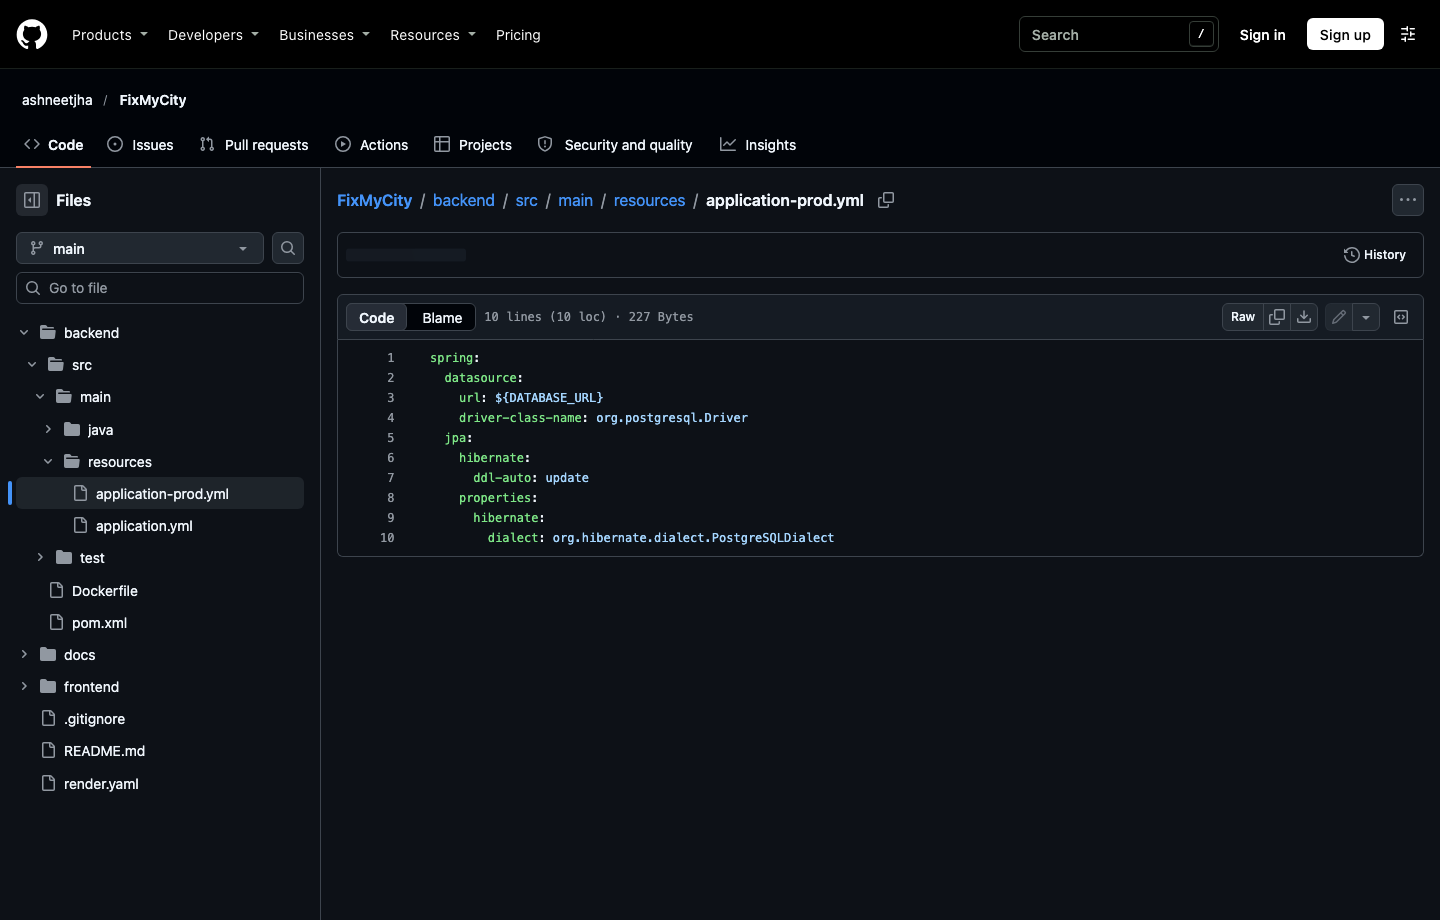 Products Developers Businesses Resources Pricing Search / Sign in Sign up
ashneetjha / FixMyCity
Code Issues Pull requests Actions Projects Security and quality Insights
Files
main
Go to file
backend
src
main
java
resources
application-prod.yml
application.yml
test
Dockerfile
pom.xml
docs
frontend
.gitignore
README.md
render.yaml
FixMyCity / backend / src / main / resources / application-prod.yml
History
Code Blame 10 lines (10 loc) · 227 Bytes Raw
1 spring:
2 datasource:
3 url: ${DATABASE_URL}
4 driver-class-name: org.postgresql.Driver
5 jpa:
6 hibernate:
7 ddl-auto: update
8 properties:
9 hibernate:
10 dialect: org.hibernate.dialect.PostgreSQLDialect